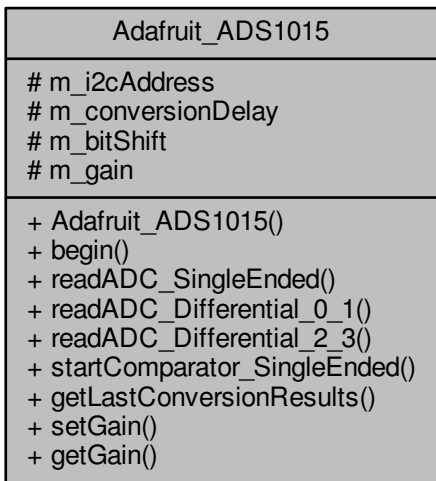 Adafruit_ADS1015
# m_i2cAddress
# m_conversionDelay
# m_bitShift
# m_gain
+ Adafruit_ADS1015()
+ begin()
+ readADC_SingleEnded()
+ readADC_Differential_0_1()
+ readADC_Differential_2_3()
+ startComparator_SingleEnded()
+ getLastConversionResults()
+ setGain()
+ getGain()